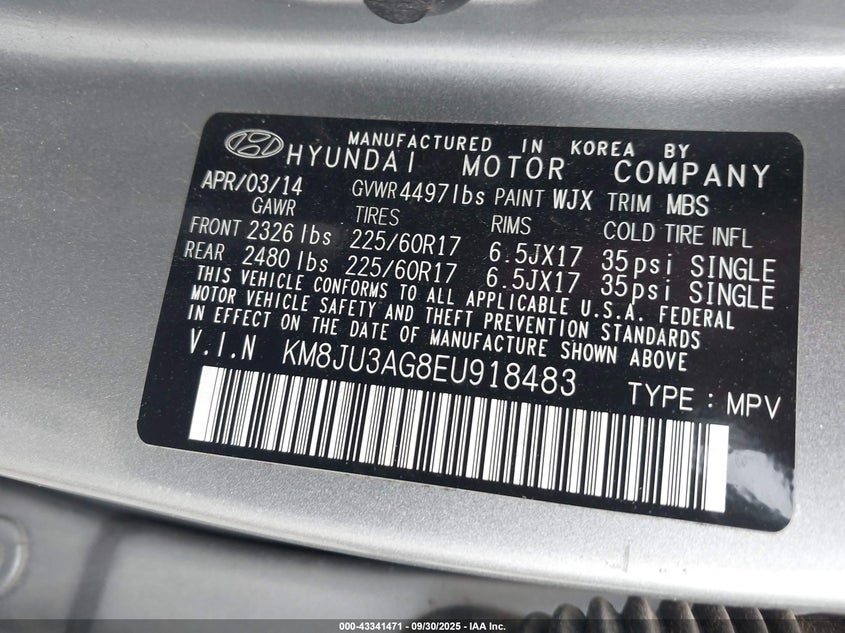 MANUFACTURED IN KOREA BY
HYUNDAI MOTOR COMPANY
APR/03/14 GVWR 4497lbs PAINT WJX TRIM MBS
GAWR TIRES RIMS COLD TIRE INFL
FRONT 2326 lbs 225/60R17 6.5JX17 35psi SINGLE
REAR 2480 lbs 225/60R17 6.5JX17 35psi SINGLE
THIS VEHICLE CONFORMS TO ALL APPLICABLE U.S.A. FEDERAL
MOTOR VEHICLE SAFETY AND THEFT PREVENTION STANDARDS
IN EFFECT ON THE DATE OF MANUFACTURE SHOWN ABOVE
V.I.N KM8JU3AG8EU918483 TYPE : MPV
000-43341471 - 09/30/2025 - IAA Inc.